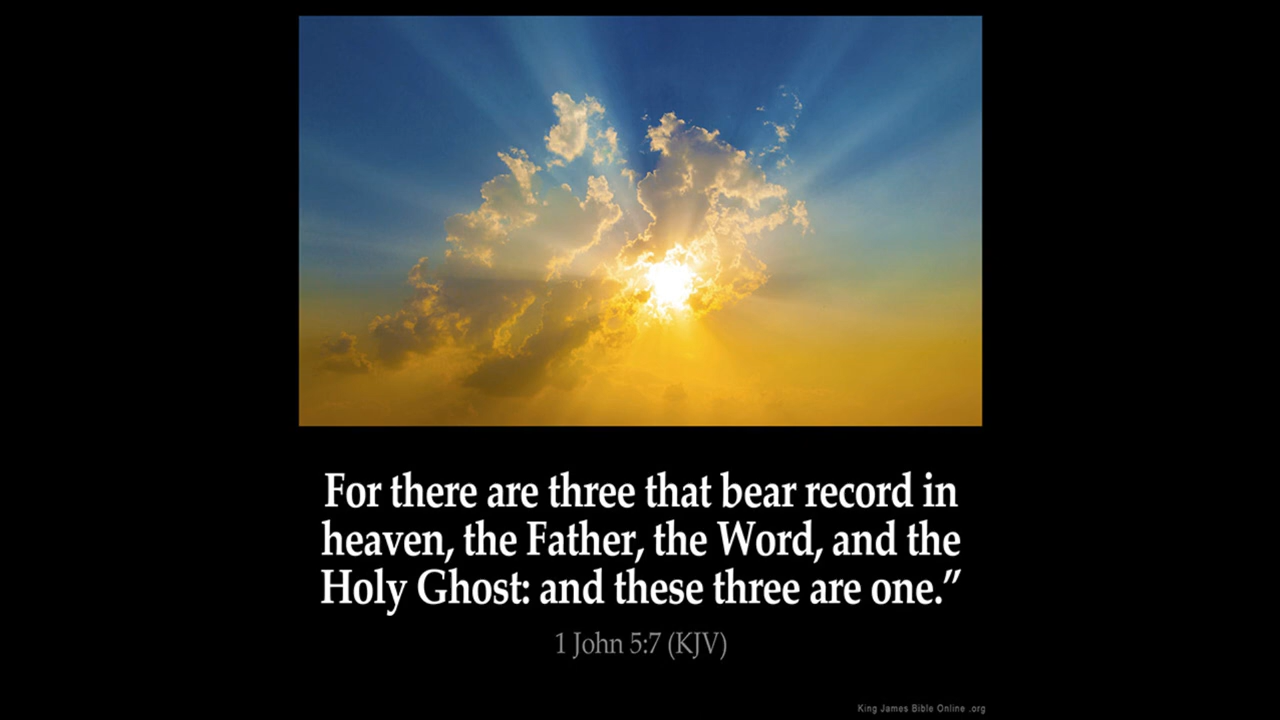 For there are three that bear record in
heaven, the Father, the Word, and the
Holy Ghost: and these three are one.”
1 John 5:7 (KJV)
King James Bible Online .org